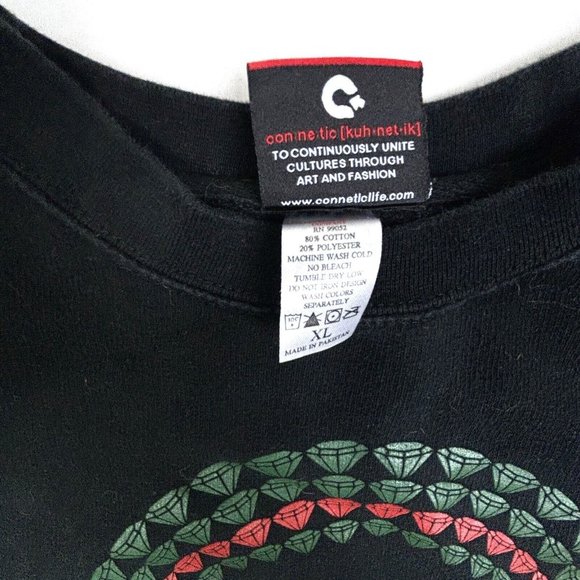 con·ne·tic [kuh·net·ik]
TO CONTINUOUSLY UNITE
CULTURES THROUGH
ART AND FASHION
www.conneticlife.com
RN 99052
80% COTTON
20% POLYESTER
MACHINE WASH COLD
NO BLEACH
TUMBLE DRY LOW
DO NOT IRON DESIGN
WASH COLORS
SEPARATELY
XL
MADE IN PAKISTAN